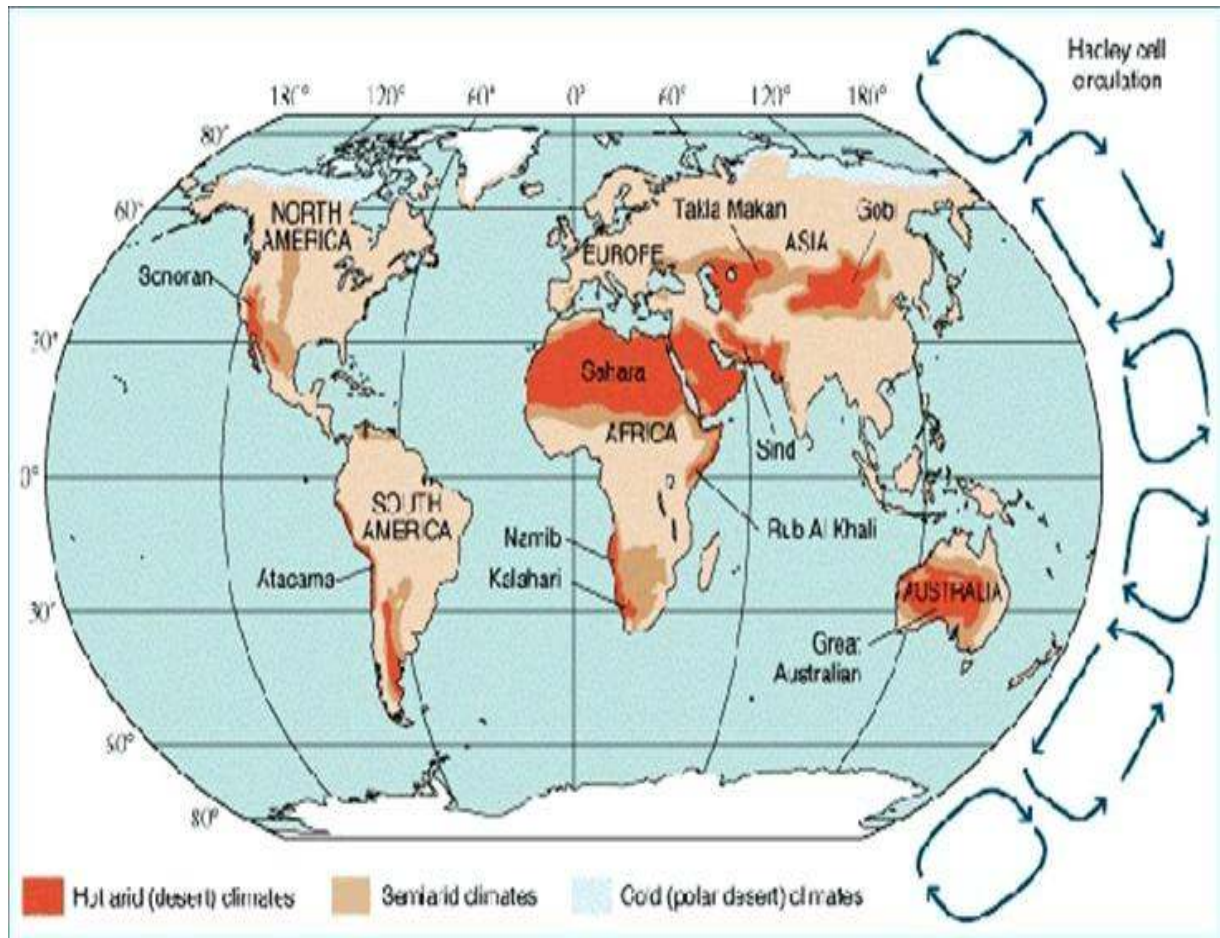 Hadley cell
circulation
180° 120° 60° 0° 60° 120° 180°
80°
60°
NORTH
AMERICA
EUROPE
Takla Makan
Gobi
ASIA
Sonoran
30°
Sahara
AFRICA
Sind
0°
SOUTH
AMERICA
Rub Al Khali
Namib
Atacama
Kalahari
AUSTRALIA
30°
Great
Australian
60°
80°
Hot arid (desert) climates
Semiarid climates
Cold (polar desert) climates